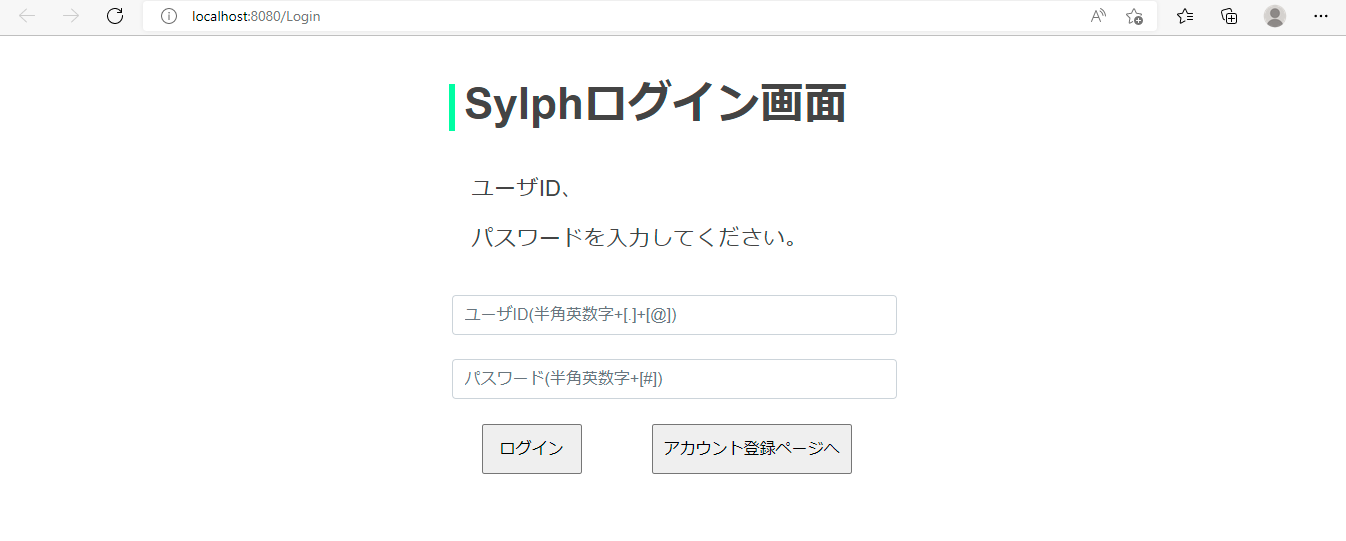 localhost:8080/Login
Sylphログイン画面
ユーザID、
パスワードを入力してください。
ユーザID(半角英数字+[.]+[@])
パスワード(半角英数字+[#])
ログイン アカウント登録ページへ